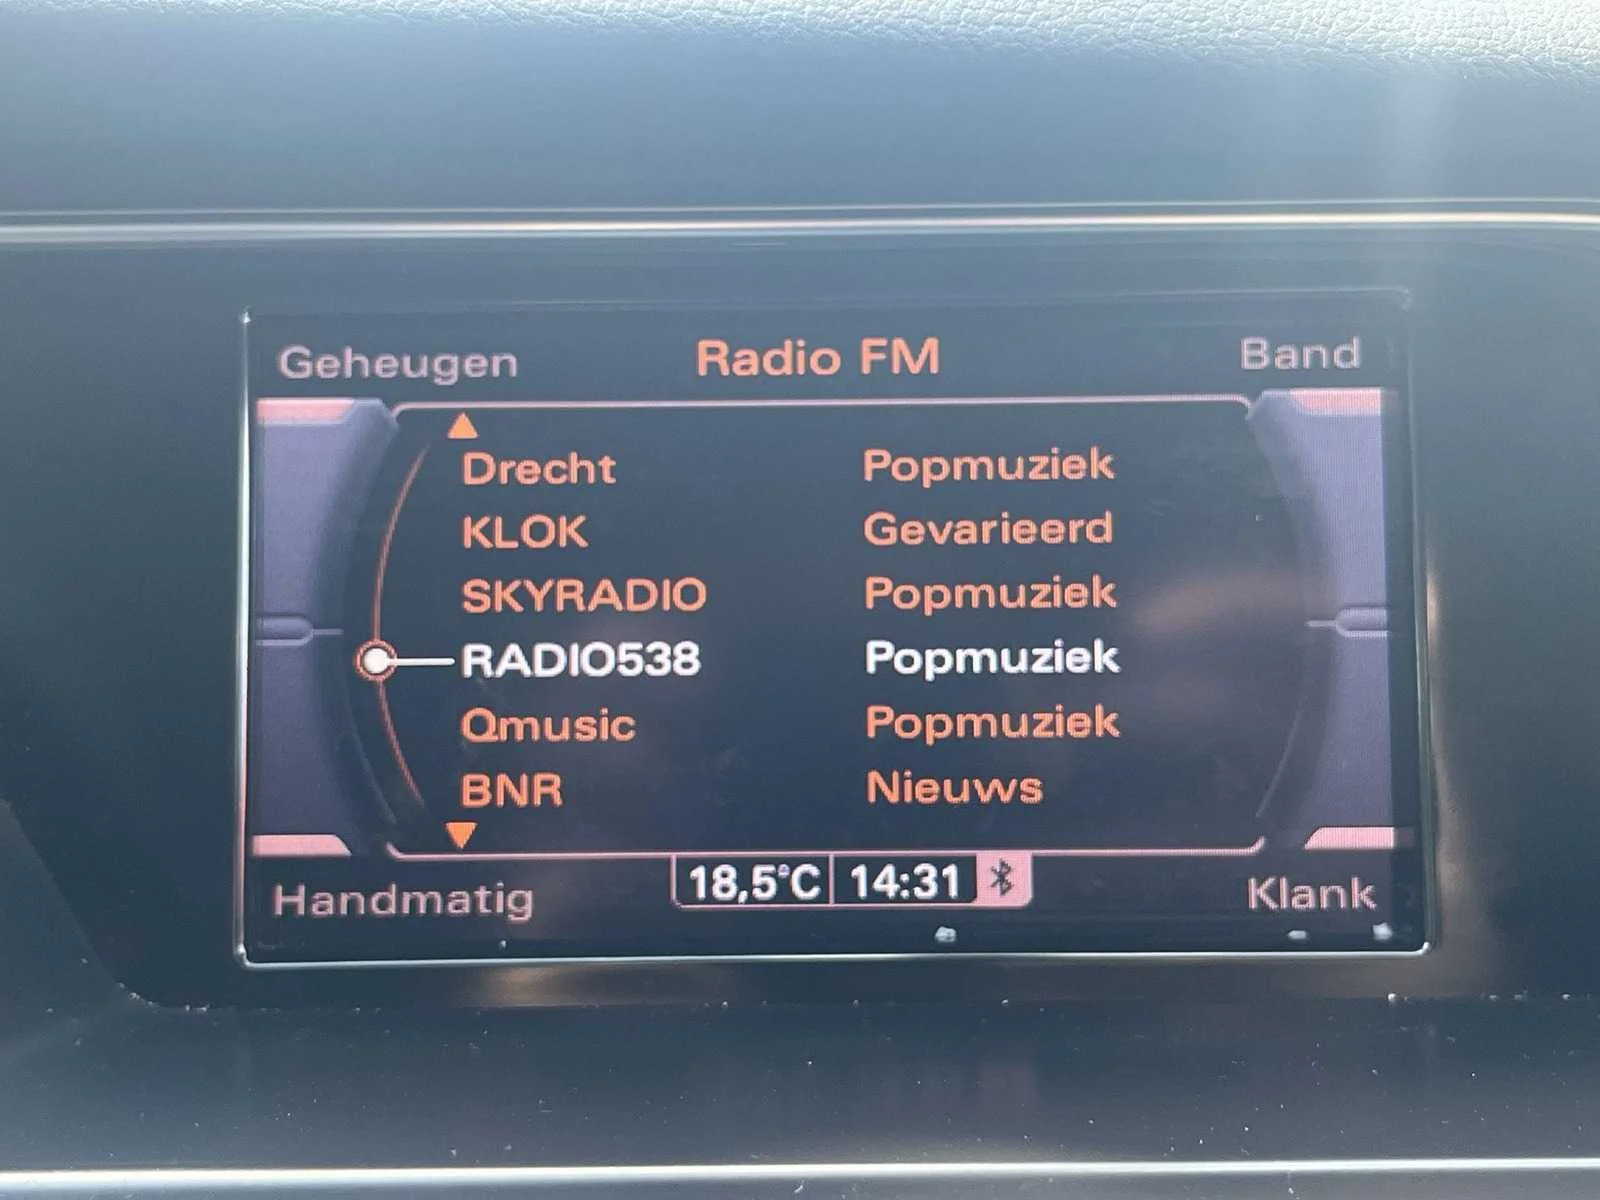 Geheugen Radio FM Band
Drecht Popmuziek
KLOK Gevarieerd
SKYRADIO Popmuziek
RADIO538 Popmuziek
Qmusic Popmuziek
BNR Nieuws
Handmatig 18,5°C 14:31 Klank